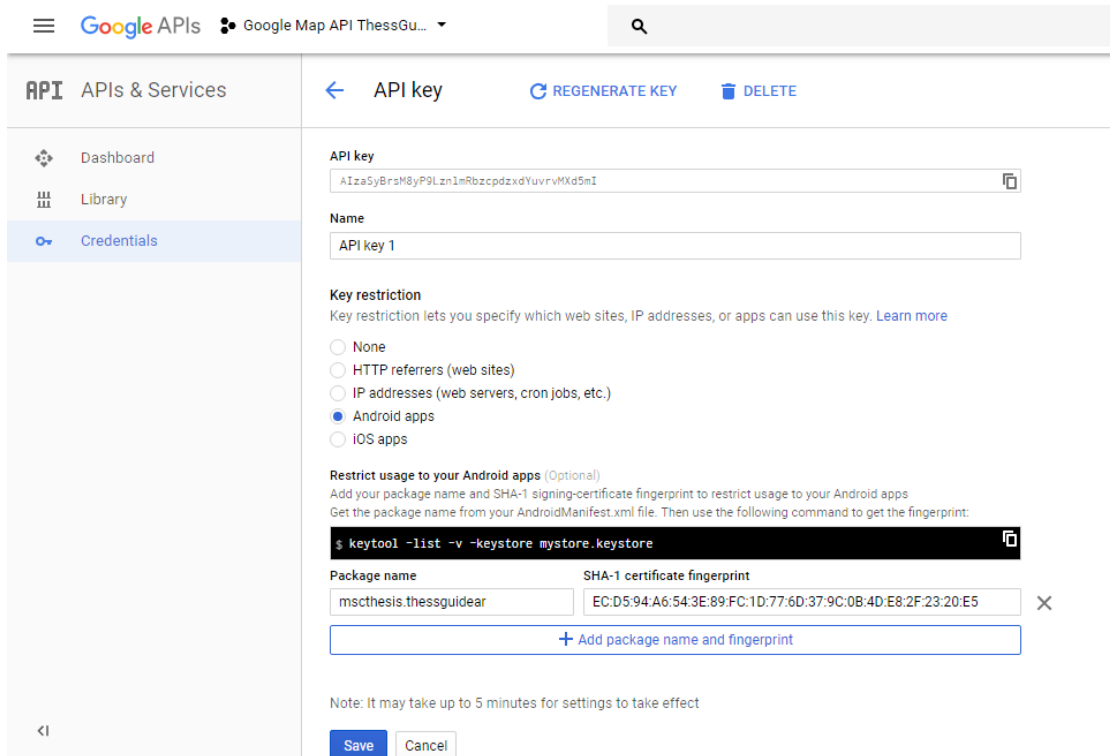 Google APIs Google Map API ThessGu...
API APIs & Services
API key REGENERATE KEY DELETE
Dashboard
Library
Credentials
API key
AIzaSyBrsM8yP9Lzn1mRbzcpdzxdYuvrvMXd5mI
Name
API key 1
Key restriction
Key restriction lets you specify which web sites, IP addresses, or apps can use this key. Learn more
None
HTTP referrers (web sites)
IP addresses (web servers, cron jobs, etc.)
Android apps
iOS apps
Restrict usage to your Android apps (Optional)
Add your package name and SHA-1 signing-certificate fingerprint to restrict usage to your Android apps
Get the package name from your AndroidManifest.xml file. Then use the following command to get the fingerprint:
$ keytool -list -v -keystore mystore.keystore
Package name SHA-1 certificate fingerprint
mscthesis.thessguidear EC:D5:94:A6:54:3E:89:FC:1D:77:6D:37:9C:0B:4D:E8:2F:23:20:E5
+ Add package name and fingerprint
Note: It may take up to 5 minutes for settings to take effect
Save Cancel